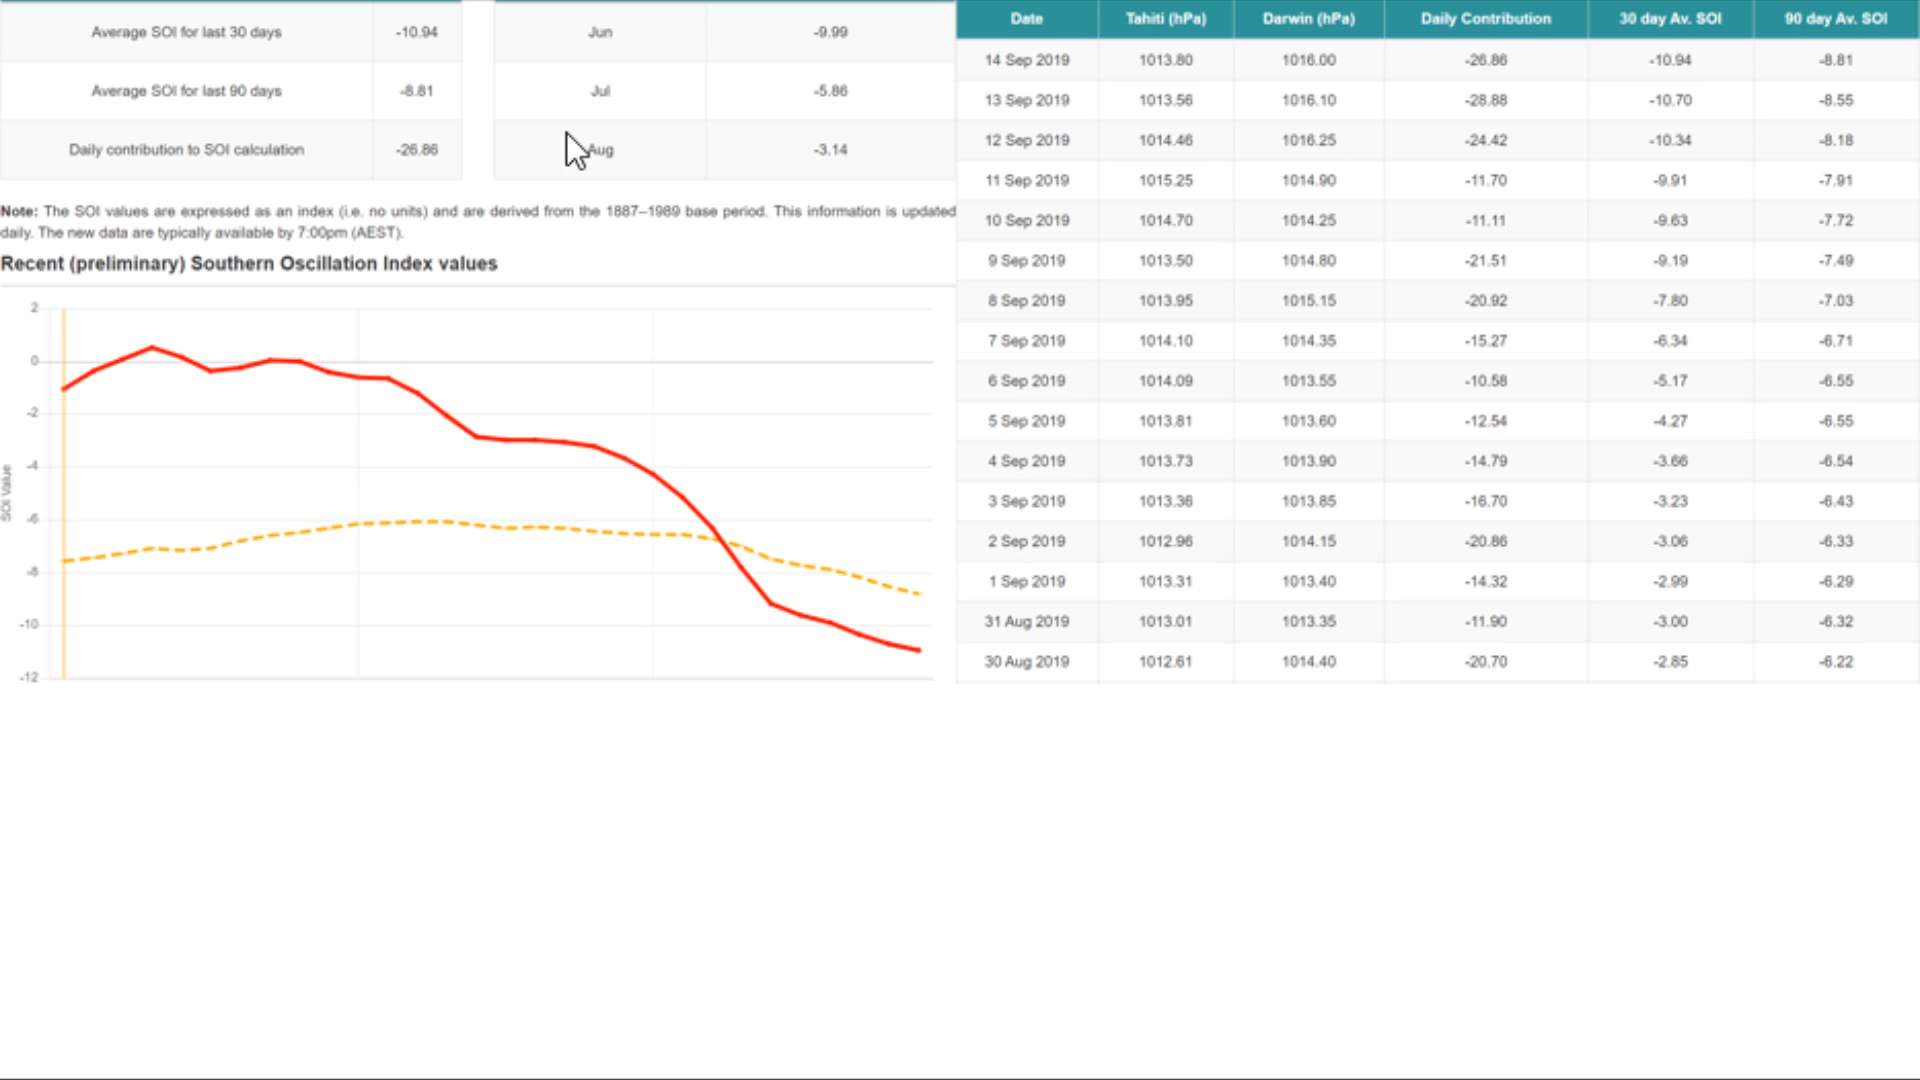 Average SOI for last 30 days -10.94
Average SOI for last 90 days -8.81
Daily contribution to SOI calculation -26.86
Jun -9.99
Jul -5.86
Aug -3.14
Note: The SOI values are expressed as an index (i.e. no units) and are derived from the 1887–1989 base period. This information is updated
daily. The new data are typically available by 7:00pm (AEST).
Recent (preliminary) Southern Oscillation Index values
SOI Value
2
0
-2
-4
-6
-8
-10
-12
Date Tahiti (hPa) Darwin (hPa) Daily Contribution 30 day Av. SOI 90 day Av. SOI
14 Sep 2019 1013.80 1016.00 -26.86 -10.94 -8.81
13 Sep 2019 1013.56 1016.10 -28.88 -10.70 -8.55
12 Sep 2019 1014.46 1016.25 -24.42 -10.34 -8.18
11 Sep 2019 1015.25 1014.90 -11.70 -9.91 -7.91
10 Sep 2019 1014.70 1014.25 -11.11 -9.63 -7.72
9 Sep 2019 1013.50 1014.80 -21.51 -9.19 -7.49
8 Sep 2019 1013.95 1015.15 -20.92 -7.80 -7.03
7 Sep 2019 1014.10 1014.35 -15.27 -6.34 -6.71
6 Sep 2019 1014.09 1013.55 -10.58 -5.17 -6.55
5 Sep 2019 1013.81 1013.60 -12.54 -4.27 -6.55
4 Sep 2019 1013.73 1013.90 -14.79 -3.66 -6.54
3 Sep 2019 1013.36 1013.85 -16.70 -3.23 -6.43
2 Sep 2019 1012.96 1014.15 -20.86 -3.06 -6.33
1 Sep 2019 1013.31 1013.40 -14.32 -2.99 -6.29
31 Aug 2019 1013.01 1013.35 -11.90 -3.00 -6.32
30 Aug 2019 1012.61 1014.40 -20.70 -2.85 -6.22